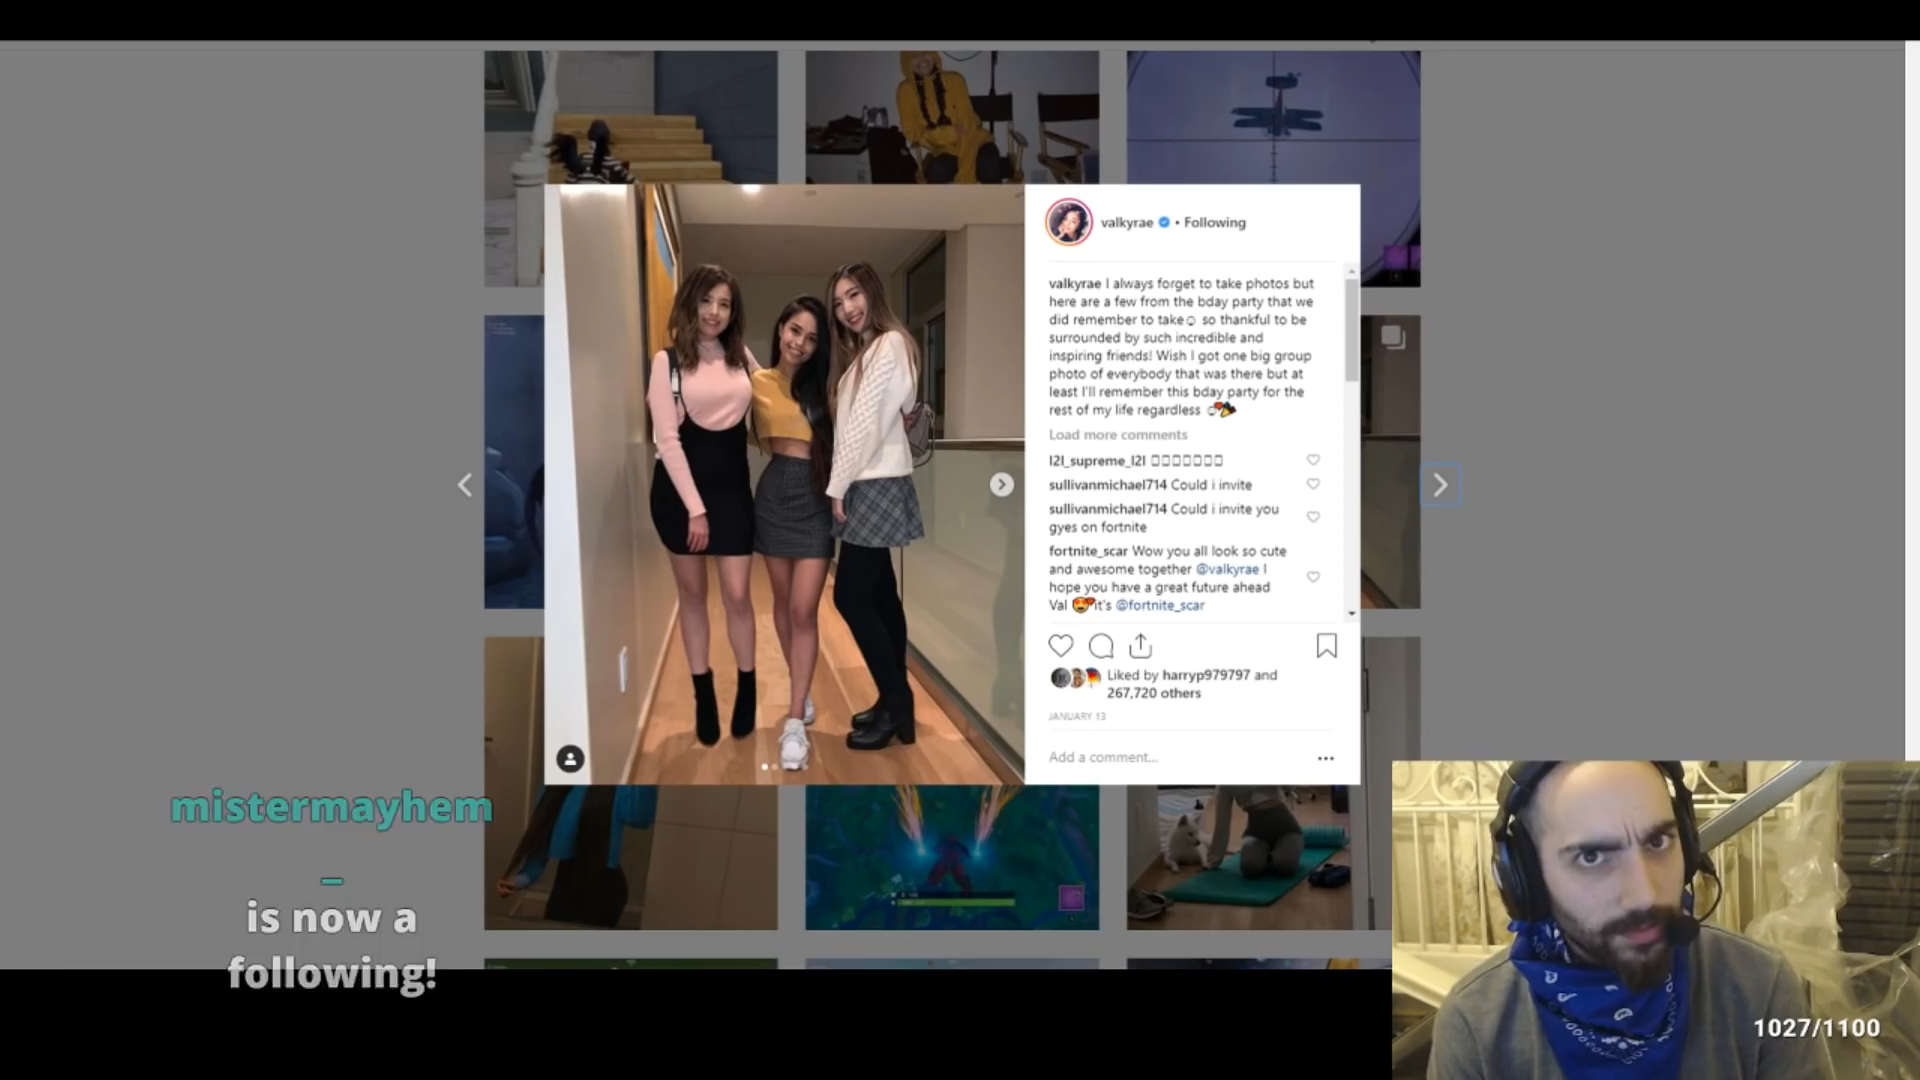 valkyrae • Following
valkyrae I always forget to take photos but
here are a few from the bday party that we
did remember to take so thankful to be
surrounded by such incredible and
inspiring friends! Wish I got one big group
photo of everybody that was there but at
least I'll remember this bday party for the
rest of my life regardless
Load more comments
l2l_supreme_l2l
sullivanmichael714 Could i invite
sullivanmichael714 Could i invite you
gyes on fortnite
fortnite_scar Wow you all look so cute
and awesome together @valkyrae I
hope you have a great future ahead
Val 😍it's @fortnite_scar
Liked by harryp979797 and
267,720 others
JANUARY 13
Add a comment...
mistermayhem
_
is now a
following!
1027/1100